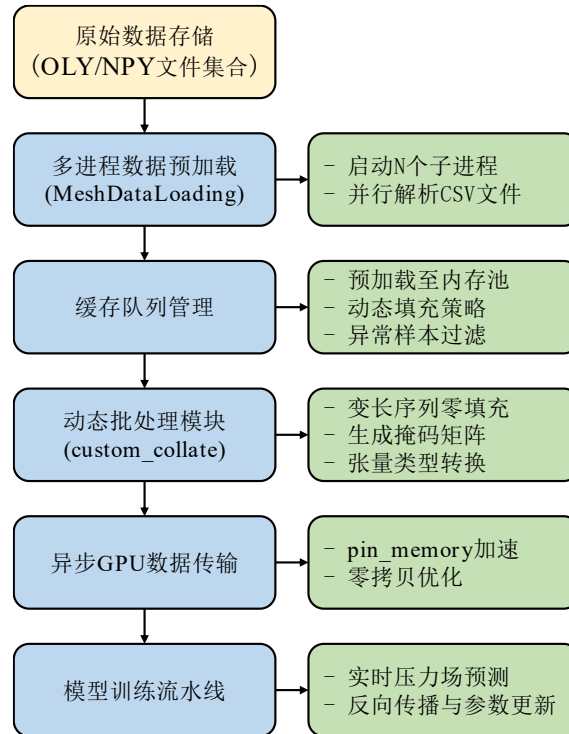 原始数据存储
（OLY/NPY文件集合）
多进程数据预加载
(MeshDataLoading)
- 启动N个子进程
- 并行解析CSV文件
缓存队列管理
- 预加载至内存池
- 动态填充策略
- 异常样本过滤
动态批处理模块
(custom_collate)
- 变长序列零填充
- 生成掩码矩阵
- 张量类型转换
异步GPU数据传输
- pin_memory加速
- 零拷贝优化
模型训练流水线
- 实时压力场预测
- 反向传播与参数更新